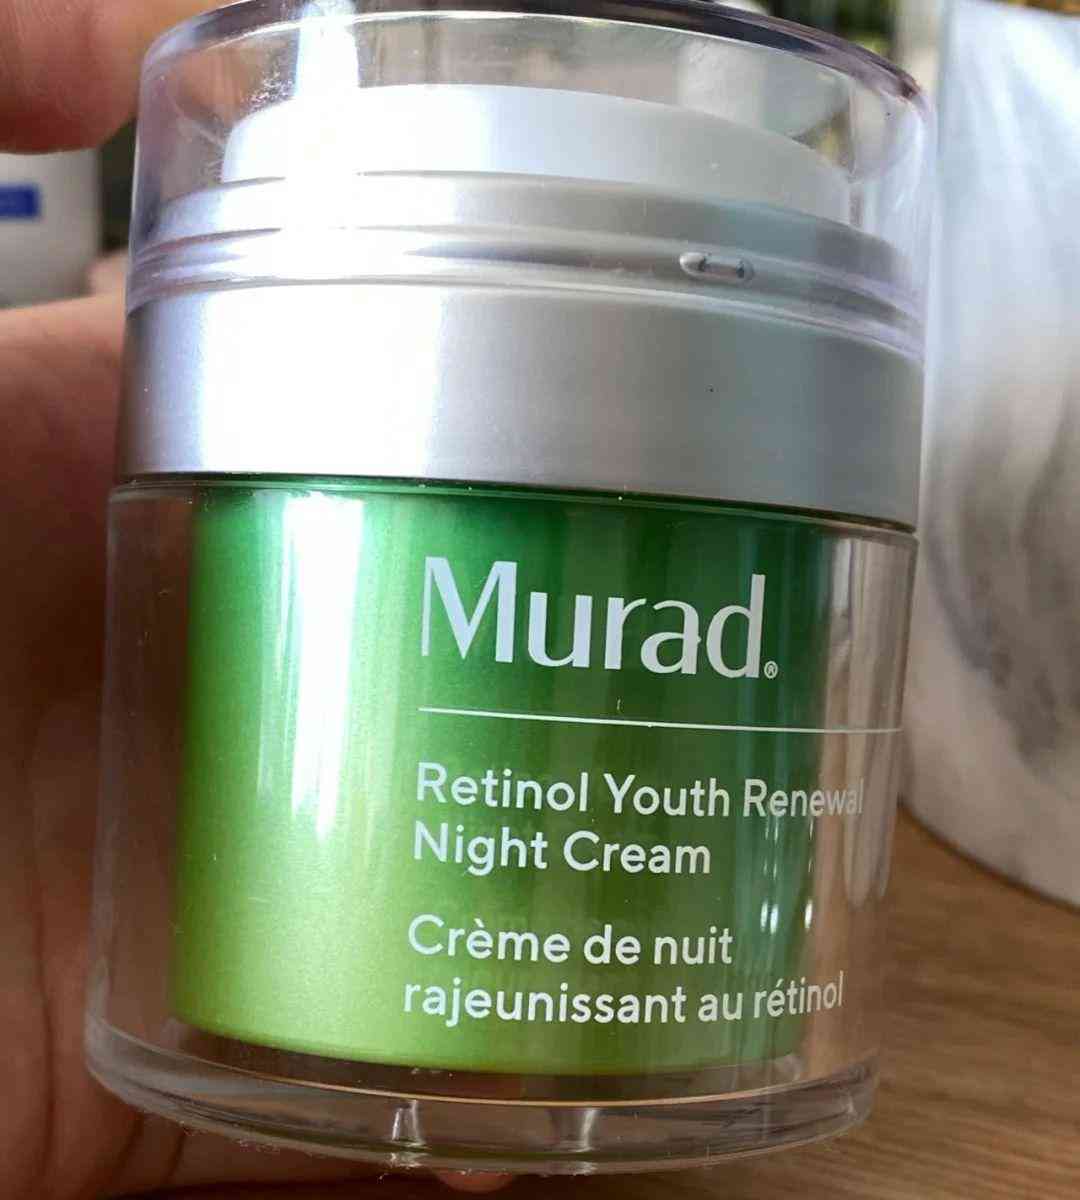 Murad®
Retinol Youth Renewal
Night Cream
Crème de nuit
rajeunissant au rétinol